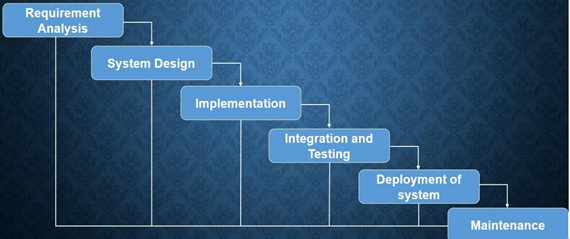 Requirement
Analysis
System Design
Implementation
Integration and
Testing
Deployment of
system
Maintenance